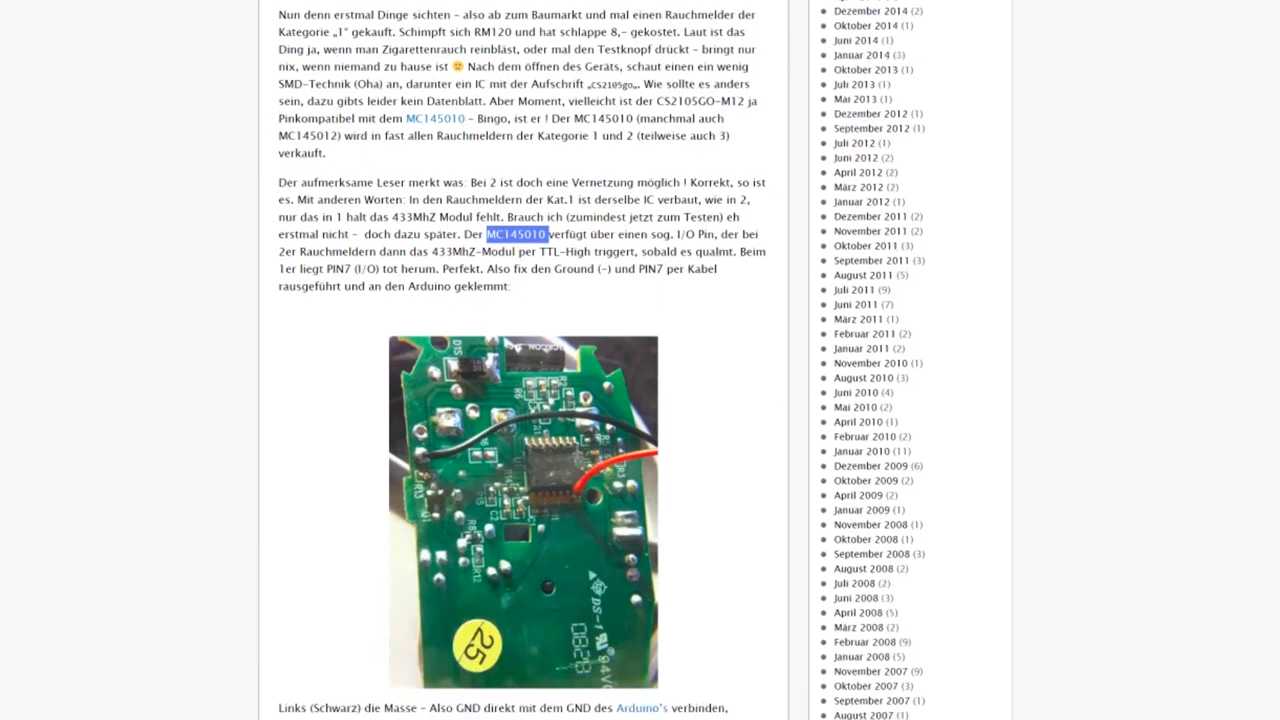 Nun denn erstmal Dinge sichten – also ab zum Baumarkt und mal einen Rauchmelder der
Kategorie „1" gekauft. Schimpft sich RM120 und hat schlappe 8,- gekostet. Laut ist das
Ding ja, wenn man Zigarettenrauch reinbläst, oder mal den Testknopf drückt – bringt nur
nix, wenn niemand zu hause ist 🙂 Nach dem öffnen des Geräts, schaut einen ein wenig
SMD-Technik (Oha) an, darunter ein IC mit der Aufschrift „CS2105go„. Wie sollte es anders
sein, dazu gibts leider kein Datenblatt. Aber Moment, vielleicht ist der CS2105GO-M12 ja
Pinkompatibel mit dem MC145010 – Bingo, ist er ! Der MC145010 (manchmal auch
MC145012) wird in fast allen Rauchmeldern der Kategorie 1 und 2 (teilweise auch 3)
verkauft.
Der aufmerksame Leser merkt was: Bei 2 ist doch eine Vernetzung möglich ! Korrekt, so ist
es. Mit anderen Worten: In den Rauchmeldern der Kat.1 ist derselbe IC verbaut, wie in 2,
nur das in 1 halt das 433MhZ Modul fehlt. Brauch ich (zumindest jetzt zum Testen) eh
erstmal nicht – doch dazu später. Der MC145010 verfügt über einen sog. I/O Pin, der bei
2er Rauchmeldern dann das 433MhZ-Modul per TTL-High triggert, sobald es qualmt. Beim
1er liegt PIN7 (I/O) tot herum. Perfekt. Also fix den Ground (-) und PIN7 per Kabel
rausgeführt und an den Arduino geklemmt:
D1S
R6
R2
R3
R13
R15
C2
R8
R12
DS-1
94V
0828
25
Links (Schwarz) die Masse – Also GND direkt mit dem GND des Arduino's verbinden,
Dezember 2014 (2)
Oktober 2014 (1)
Juni 2014 (1)
Januar 2014 (3)
Oktober 2013 (1)
Juli 2013 (1)
Mai 2013 (1)
Dezember 2012 (1)
September 2012 (1)
Juli 2012 (1)
Juni 2012 (2)
April 2012 (2)
März 2012 (2)
Januar 2012 (1)
Dezember 2011 (2)
November 2011 (2)
Oktober 2011 (3)
September 2011 (3)
August 2011 (5)
Juli 2011 (9)
Juni 2011 (7)
März 2011 (1)
Februar 2011 (2)
Januar 2011 (2)
November 2010 (1)
August 2010 (3)
Juni 2010 (4)
Mai 2010 (2)
April 2010 (1)
Februar 2010 (2)
Januar 2010 (11)
Dezember 2009 (6)
Oktober 2009 (2)
April 2009 (2)
Januar 2009 (1)
November 2008 (1)
Oktober 2008 (1)
September 2008 (3)
August 2008 (2)
Juli 2008 (2)
Juni 2008 (3)
April 2008 (5)
März 2008 (2)
Februar 2008 (9)
Januar 2008 (5)
November 2007 (9)
Oktober 2007 (3)
September 2007 (1)
August 2007 (1)